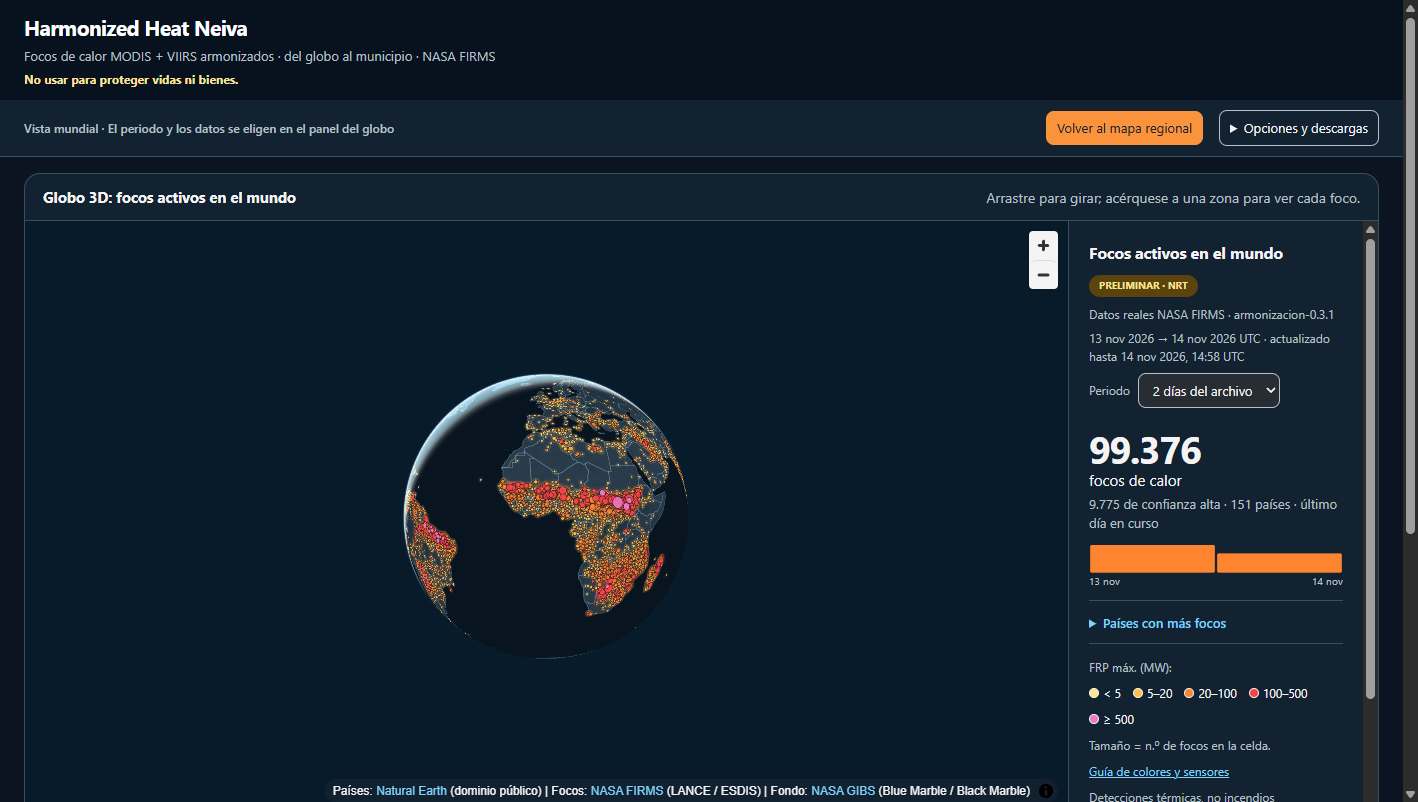 Harmonized Heat Neiva
Focos de calor MODIS + VIIRS armonizados · del globo al municipio · NASA FIRMS
No usar para proteger vidas ni bienes.
Vista mundial · El periodo y los datos se eligen en el panel del globo
Volver al mapa regional
▶ Opciones y descargas
Globo 3D: focos activos en el mundo
Arrastre para girar; acérquese a una zona para ver cada foco.
+
−
Focos activos en el mundo
PRELIMINAR · NRT
Datos reales NASA FIRMS · armonizacion-0.3.1
13 nov 2026 → 14 nov 2026 UTC · actualizado
hasta 14 nov 2026, 14:58 UTC
Periodo 2 días del archivo
99.376
focos de calor
9.775 de confianza alta · 151 países · último
día en curso
13 nov 14 nov
▶ Países con más focos
FRP máx. (MW):
< 5 5–20 20–100 100–500
≥ 500
Tamaño = n.º de focos en la celda.
Guía de colores y sensores
Detecciones térmicas, no incendios
Países: Natural Earth (dominio público) | Focos: NASA FIRMS (LANCE / ESDIS) | Fondo: NASA GIBS (Blue Marble / Black Marble)